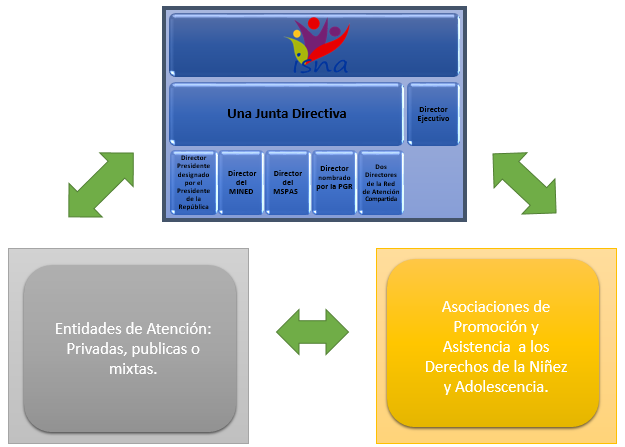 isna
Una Junta Directiva
Director
Ejecutivo
Director
Presidente
designado
por el
Presidente
de la
República
Director
del
MINED
Director
del
MSPAS
Director
nombrado
por la PGR
Dos
Directores
de la Red
de Atención
Compartida
Entidades de Atención:
Privadas, publicas o
mixtas.
Asociaciones de
Promoción y
Asistencia a los
Derechos de la Niñez
y Adolescencia.